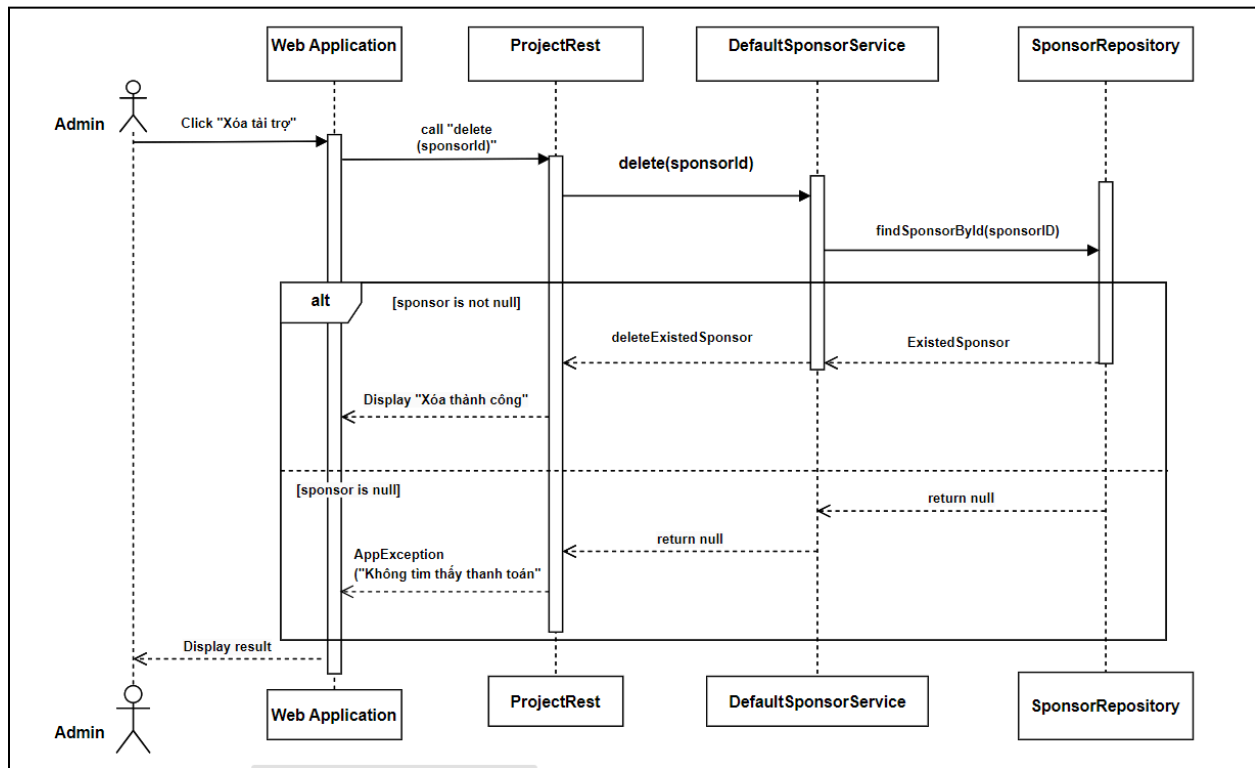 Web Application
ProjectRest
DefaultSponsorService
SponsorRepository
Admin
Click "Xóa tài trợ"
call "delete
(sponsorId)"
delete(sponsorId)
findSponsorById(sponsorID)
alt
[sponsor is not null]
deleteExistedSponsor
ExistedSponsor
Display "Xóa thành công"
[sponsor is null]
return null
return null
AppException
("Không tìm thấy thanh toán"
Display result
Admin
Web Application
ProjectRest
DefaultSponsorService
SponsorRepository